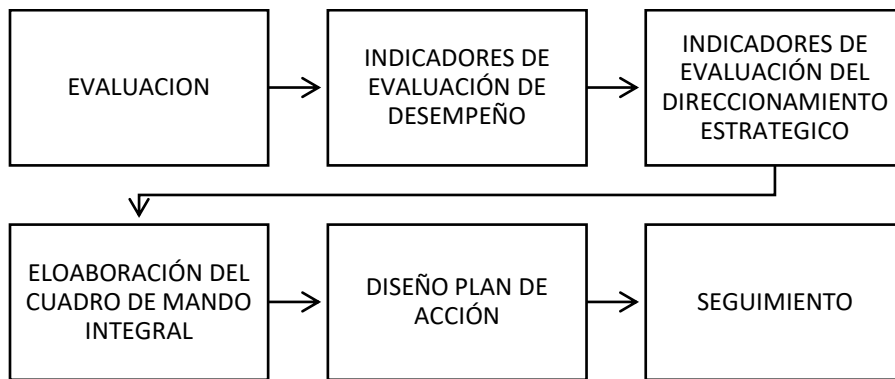 EVALUACION
INDICADORES DE
EVALUACIÓN DE
DESEMPEÑO
INDICADORES DE
EVALUACIÓN DEL
DIRECCIONAMIENTO
ESTRATEGICO
ELOABORACIÓN DEL
CUADRO DE MANDO
INTEGRAL
DISEÑO PLAN DE
ACCIÓN
SEGUIMIENTO